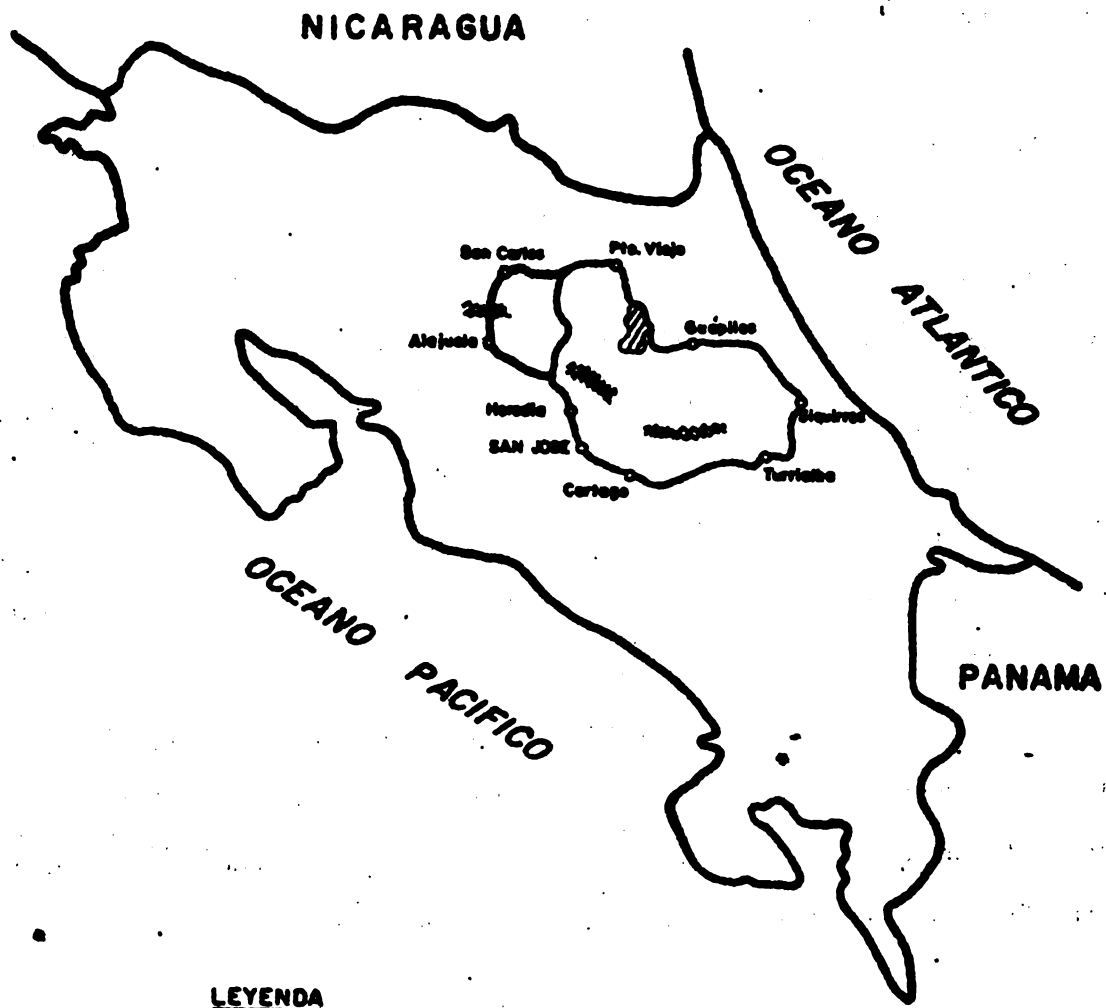 NICARAGUA
OCEANO ATLANTICO
San Carlos
Pto. Viejo
Alajuela
Guápiles
Heredia
Siquirres
SAN JOSE
Cartago
Turrialba
OCEANO PACIFICO
PANAMA
LEYENDA